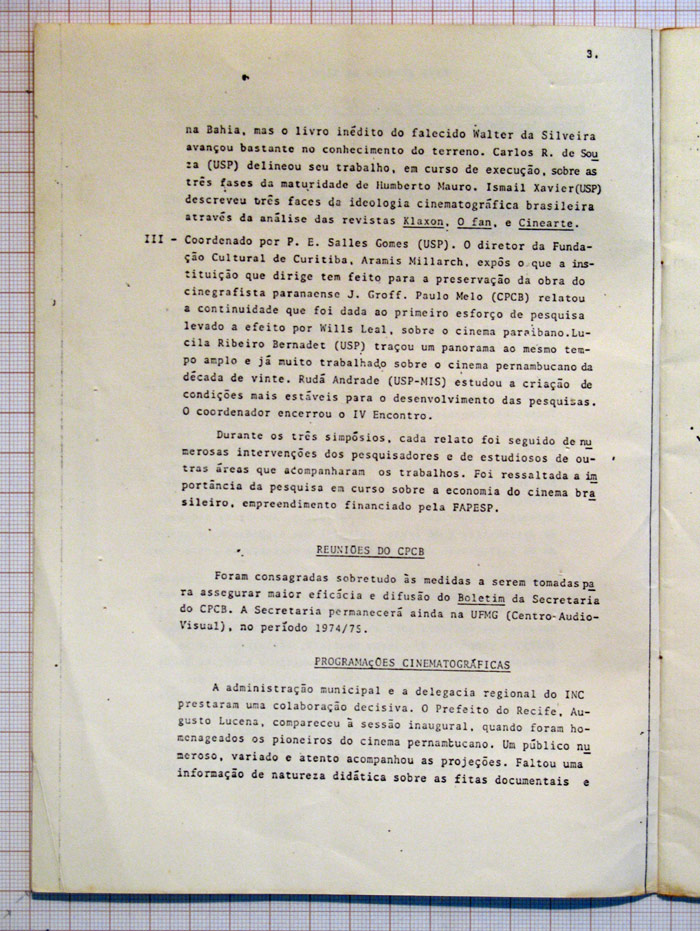 3.
na Bahia, mas o livro inédito do falecido Walter da Silveira
avançou bastante no conhecimento do terreno. Carlos R. de Sou
za (USP) delineou seu trabalho, em curso de execução, sobre as
três fases da maturidade de Humberto Mauro. Ismail Xavier(USP)
descreveu três faces da ideologia cinematográfica brasileira
através da análise das revistas Klaxon, O fan, e Cinearte.
III - Coordenado por P. E. Salles Gomes (USP). O diretor da Funda-
ção Cultural de Curitiba, Aramis Millarch, expôs o que a ins-
tituição que dirige tem feito para a preservação da obra do
cinegrafista paranaense J. Groff. Paulo Melo (CPCB) relatou
a continuidade que foi dada ao primeiro esforço de pesquisa
levado a efeito por Wills Leal, sobre o cinema paraibano.Lu-
cila Ribeiro Bernadet (USP) traçou um panorama ao mesmo tem-
po amplo e já muito trabalhado sobre o cinema pernambucano da
década de vinte. Rudá Andrade (USP-MIS) estudou a criação de
condições mais estáveis para o desenvolvimento das pesquisas.
O coordenador encerrou o IV Encontro.
Durante os três simpósios, cada relato foi seguido de nu
merosas intervenções dos pesquisadores e de estudiosos de ou-
tras áreas que acompanharam os trabalhos. Foi ressaltada a im
portância da pesquisa em curso sobre a economia do cinema bra
sileiro, empreendimento financiado pela FAPESP.
REUNIÕES DO CPCB
Foram consagradas sobretudo às medidas a serem tomadas pa
ra assegurar maior eficácia e difusão do Boletim da Secretaria
do CPCB. A Secretaria permanecerá ainda na UFMG (Centro-Audio-
Visual), no período 1974/75.
PROGRAMAÇÕES CINEMATOGRÁFICAS
A administração municipal e a delegacia regional do INC
prestaram uma colaboração decisiva. O Prefeito do Recife, Au-
gusto Lucena, compareceu à sessão inaugural, quando foram ho-
menageados os pioneiros do cinema pernambucano. Um público nu
meroso, variado e atento acompanhou as projeções. Faltou uma
informação de natureza didática sobre as fitas documentais e